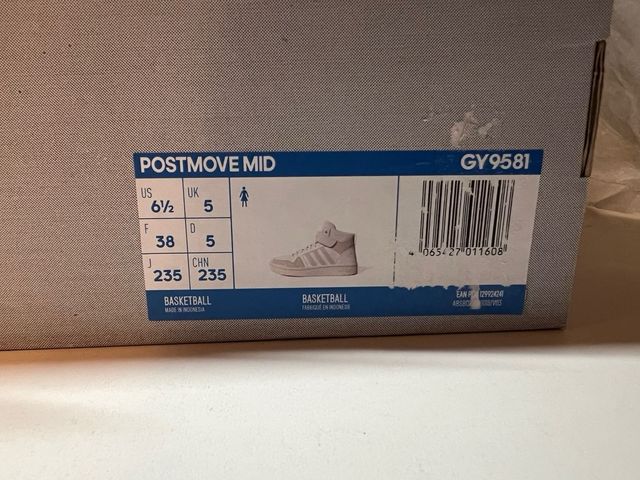 POSTMOVE MID GY9581
US 6½ UK 5
F 38 D 5
J 235 CHN 235
4 065427 011608
BASKETBALL
MADE IN INDONESIA
BASKETBALL
FABRIQUÉ EN INDONÉSIE
EAN